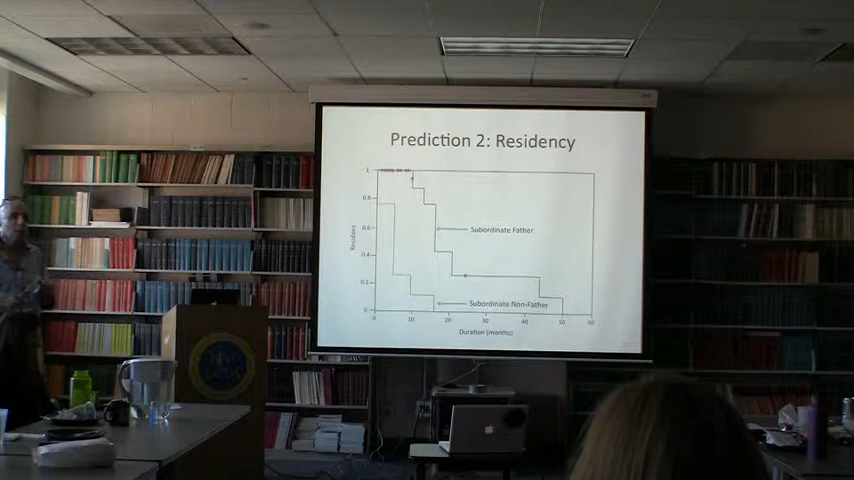 Prediction 2: Residency
1
0.8
0.6
0.4
0.2
0
Resident
Subordinate Father
Subordinate Non-Father
0 10 20 30 40 50 60
Duration (months)